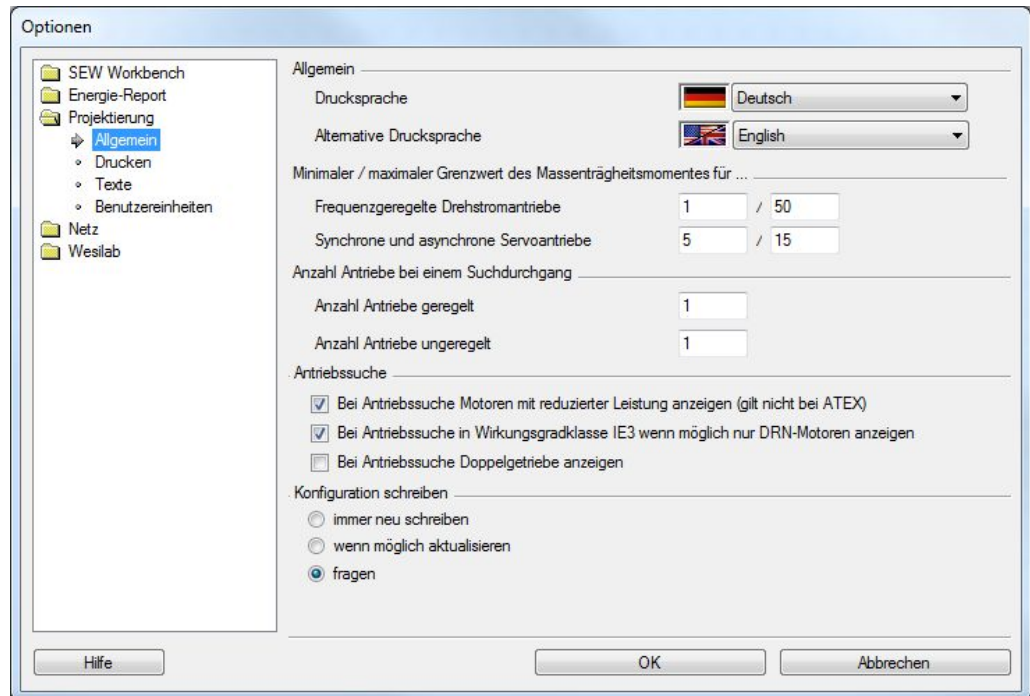 Optionen
SEW Workbench
Energie-Report
Projektierung
Allgemein
Drucken
Texte
Benutzereinheiten
Netz
Wesilab
Allgemein
Drucksprache Deutsch
Alternative Drucksprache English
Minimaler / maximaler Grenzwert des Massenträgheitsmomentes für ...
Frequenzgeregelte Drehstromantriebe 1 / 50
Synchrone und asynchrone Servoantriebe 5 / 15
Anzahl Antriebe bei einem Suchdurchgang
Anzahl Antriebe geregelt 1
Anzahl Antriebe ungeregelt 1
Antriebssuche
Bei Antriebssuche Motoren mit reduzierter Leistung anzeigen (gilt nicht bei ATEX)
Bei Antriebssuche in Wirkungsgradklasse IE3 wenn möglich nur DRN-Motoren anzeigen
Bei Antriebssuche Doppelgetriebe anzeigen
Konfiguration schreiben
immer neu schreiben
wenn möglich aktualisieren
fragen
Hilfe OK Abbrechen